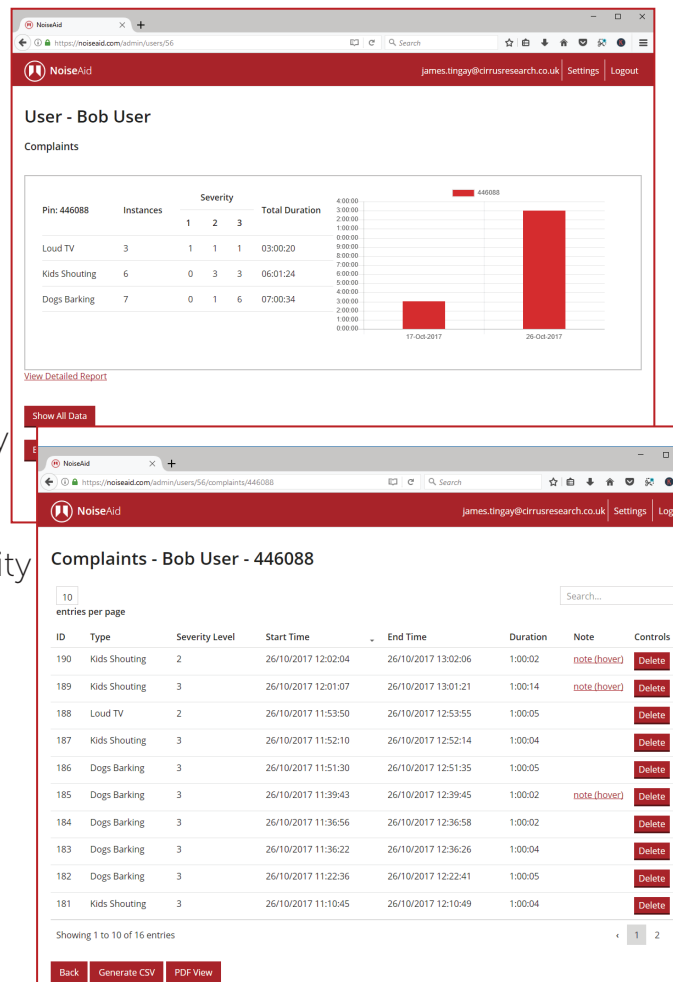 NoiseAid
https://noiseaid.com/admin/users/56
Search
NoiseAid
james.tingay@cirrusresearch.co.uk Settings Logout
User - Bob User
Complaints
Pin: 446088 Instances Severity Total Duration
1 2 3
Loud TV 3 1 1 1 03:00:20
Kids Shouting 6 0 3 3 06:01:24
Dogs Barking 7 0 1 6 07:00:34
446088
4:00:00
3:00:00
2:00:00
1:00:00
0:00:00
9:00:00
8:00:00
7:00:00
6:00:00
5:00:00
4:00:00
3:00:00
2:00:00
1:00:00
0:00:00
17-Oct-2017 26-Oct-2017
View Detailed Report
Show All Data
E
y
ity
NoiseAid
https://noiseaid.com/admin/users/56/complaints/446088
Search
NoiseAid
james.tingay@cirrusresearch.co.uk Settings Log
Complaints - Bob User - 446088
10
entries per page
Search...
ID Type Severity Level Start Time End Time Duration Note Controls
190 Kids Shouting 2 26/10/2017 12:02:04 26/10/2017 13:02:06 1:00:02 note (hover) Delete
189 Kids Shouting 3 26/10/2017 12:01:07 26/10/2017 13:01:21 1:00:14 note (hover) Delete
188 Loud TV 2 26/10/2017 11:53:50 26/10/2017 12:53:55 1:00:05 Delete
187 Kids Shouting 3 26/10/2017 11:52:10 26/10/2017 12:52:14 1:00:04 Delete
186 Dogs Barking 3 26/10/2017 11:51:30 26/10/2017 12:51:35 1:00:05 Delete
185 Dogs Barking 3 26/10/2017 11:39:43 26/10/2017 12:39:45 1:00:02 note (hover) Delete
184 Dogs Barking 3 26/10/2017 11:36:56 26/10/2017 12:36:58 1:00:02 Delete
183 Dogs Barking 3 26/10/2017 11:36:22 26/10/2017 12:36:26 1:00:04 Delete
182 Dogs Barking 3 26/10/2017 11:22:36 26/10/2017 12:22:41 1:00:05 Delete
181 Kids Shouting 3 26/10/2017 11:10:45 26/10/2017 12:10:49 1:00:04 Delete
Showing 1 to 10 of 16 entries
‹ 1 2
Back Generate CSV PDF View